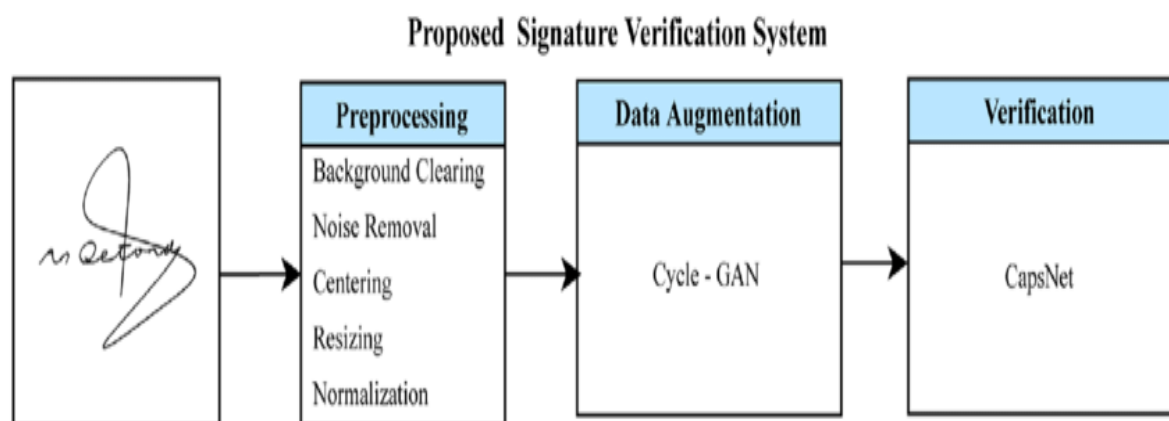 Proposed Signature Verification System
Preprocessing
Background Clearing
Noise Removal
Centering
Resizing
Normalization
Data Augmentation
Cycle - GAN
Verification
CapsNet